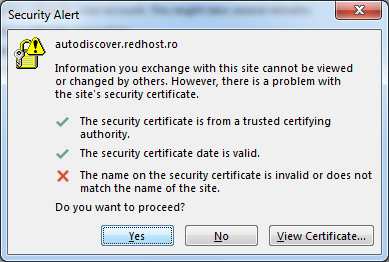 Security Alert
autodiscover.redhost.ro
Information you exchange with this site cannot be viewed
or changed by others. However, there is a problem with
the site's security certificate.
The security certificate is from a trusted certifying
authority.
The security certificate date is valid.
The name on the security certificate is invalid or does not
match the name of the site.
Do you want to proceed?
Yes No View Certificate...